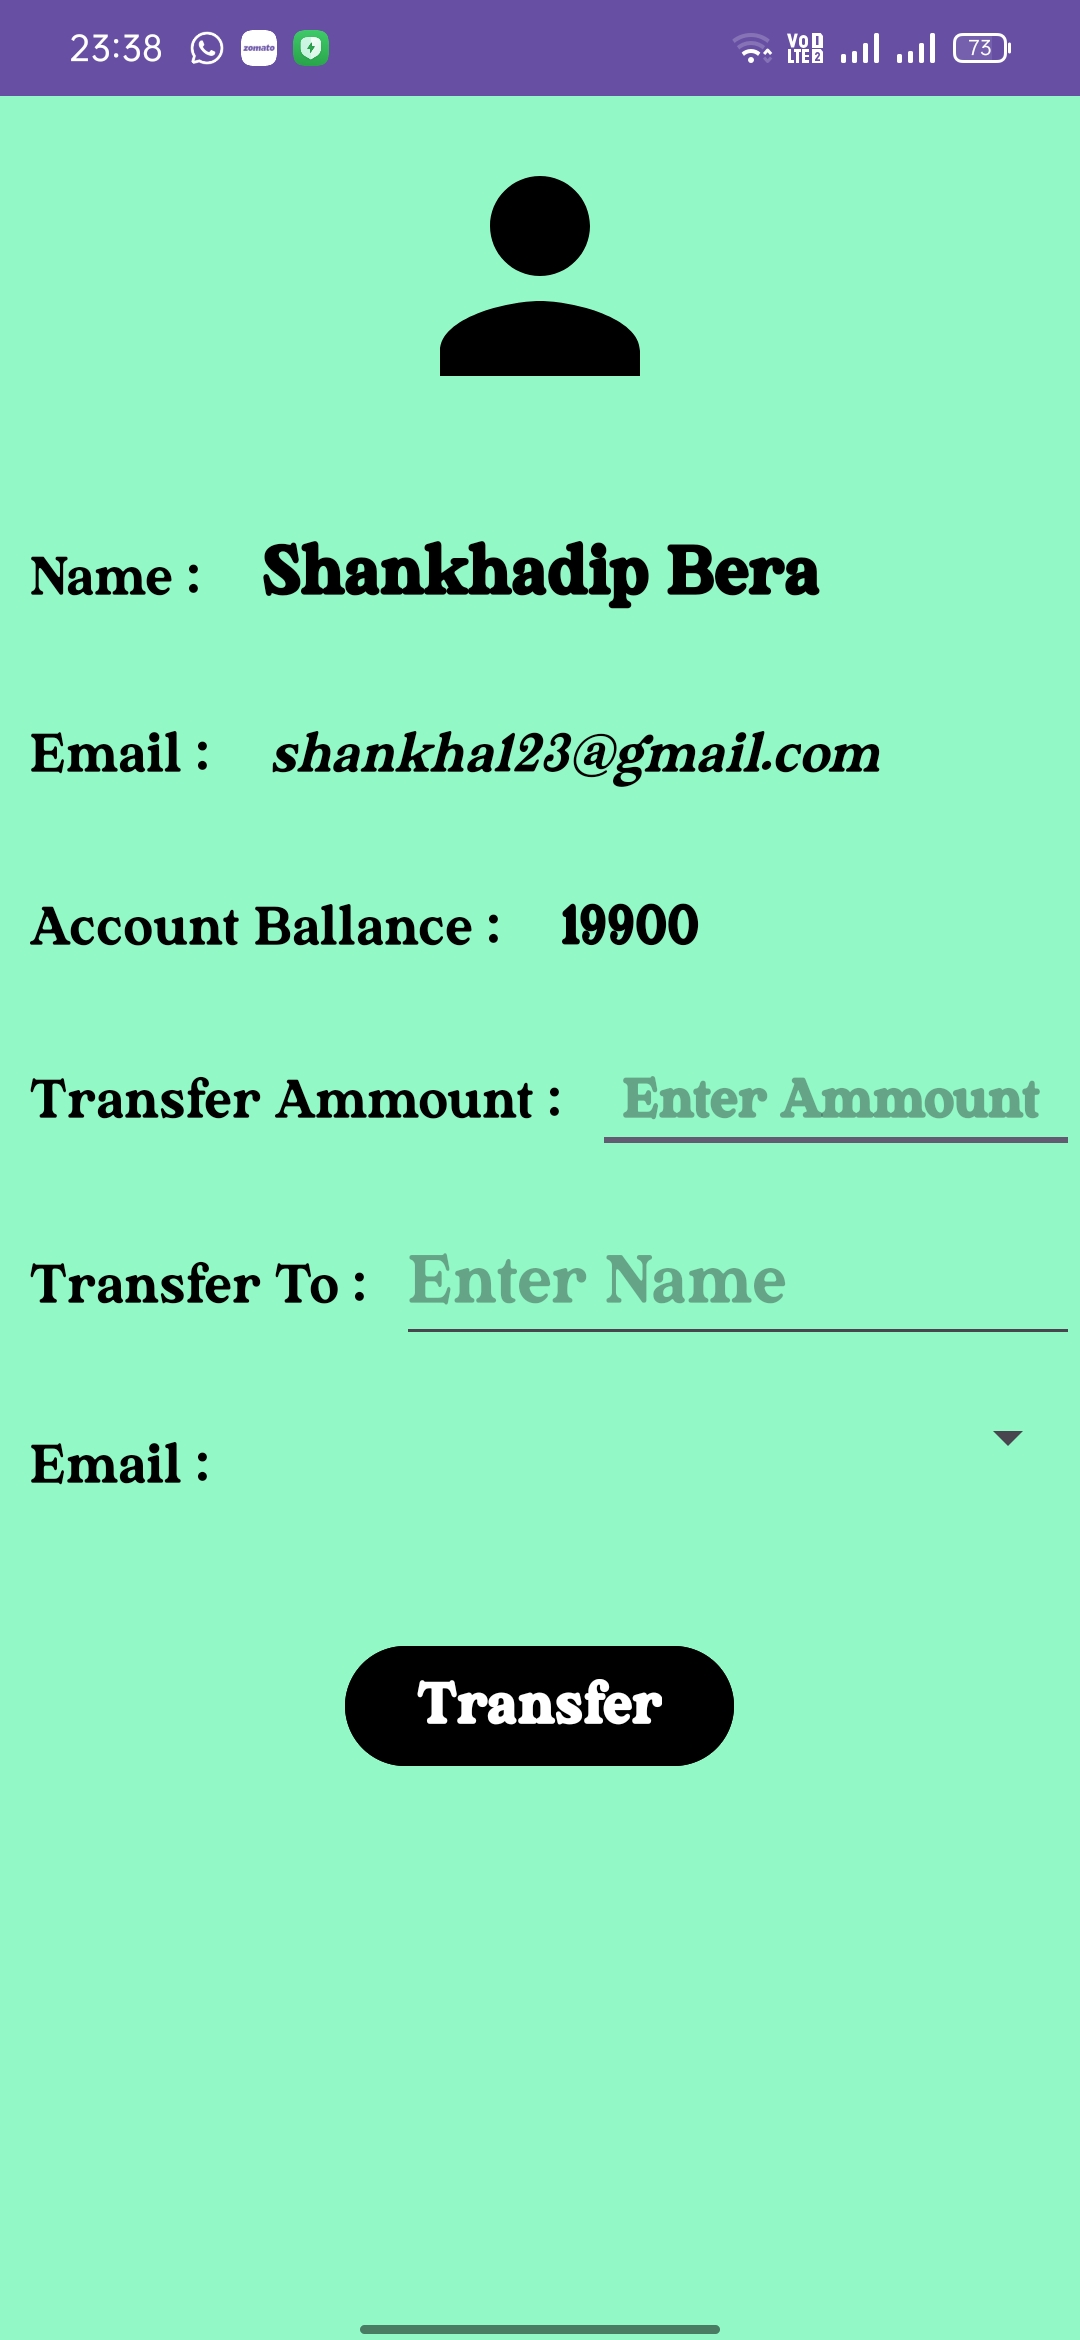 23:38 zomato Vo 1 LTE 2 73
Name : Shankhadip Bera
Email : shankha123@gmail.com
Account Ballance : 19900
Transfer Ammount : Enter Ammount
Transfer To : Enter Name
Email :
Transfer